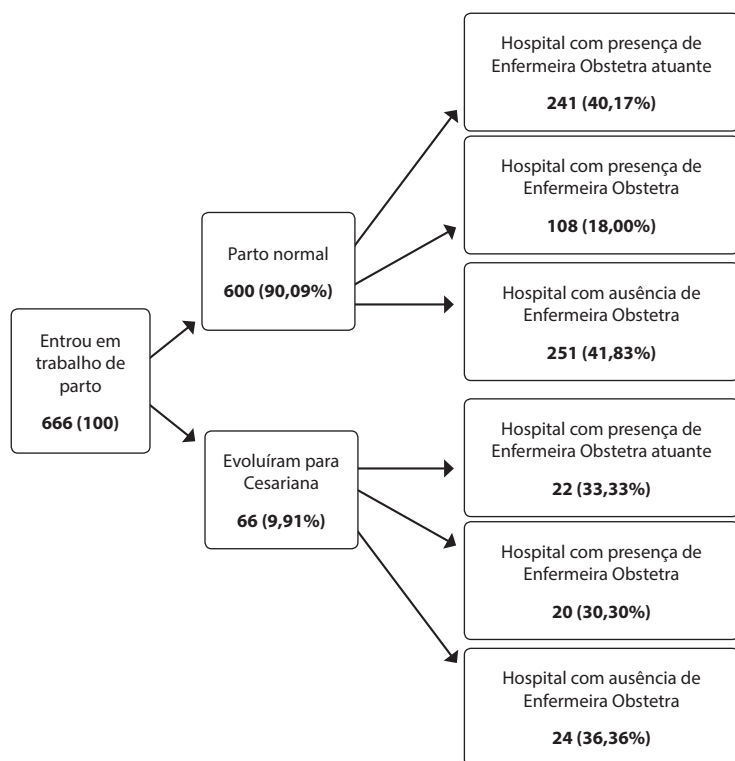 Entrou em
trabalho de
parto
666 (100)
Parto normal
600 (90,09%)
Evoluíram para
Cesariana
66 (9,91%)
Hospital com presença de
Enfermeira Obstetra atuante
241 (40,17%)
Hospital com presença de
Enfermeira Obstetra
108 (18,00%)
Hospital com ausência de
Enfermeira Obstetra
251 (41,83%)
Hospital com presença de
Enfermeira Obstetra atuante
22 (33,33%)
Hospital com presença de
Enfermeira Obstetra
20 (30,30%)
Hospital com ausência de
Enfermeira Obstetra
24 (36,36%)